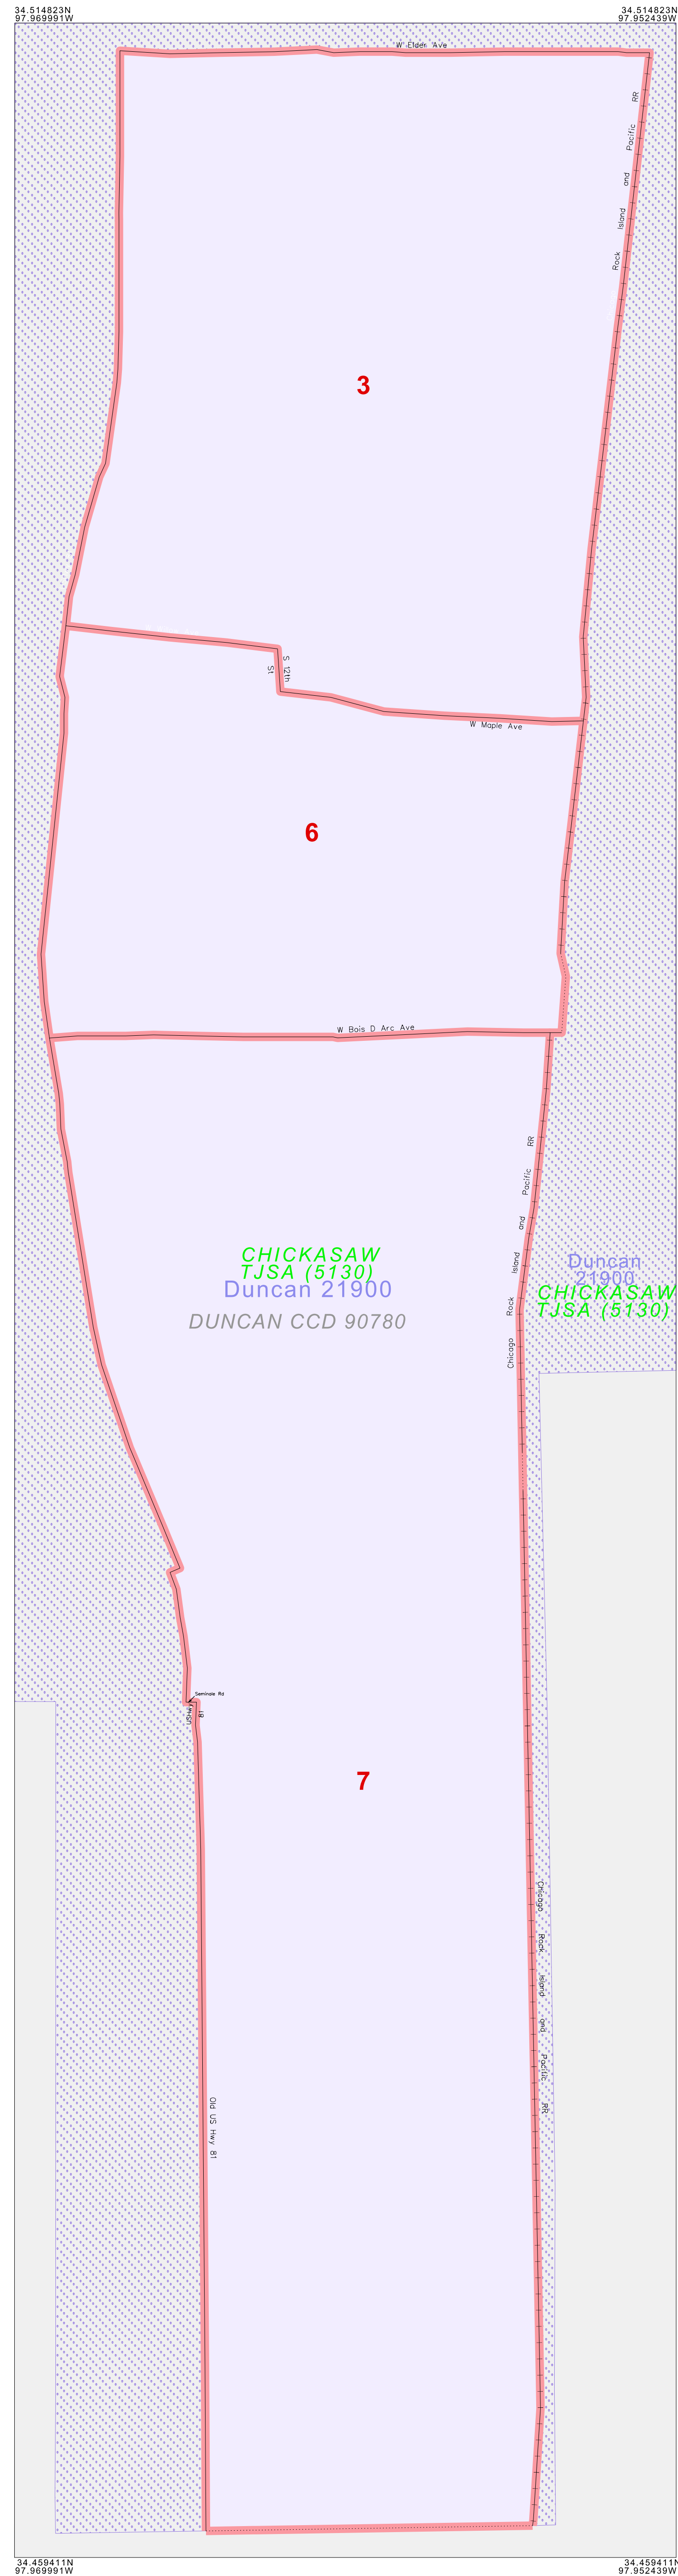 34.514823N
97.969991W
34.514823N
97.952439W
W Elder Ave
Rock Island and Pacific RR
3
S 12th
St
W Maple Ave
6
W Bois D Arc Ave
Chicago Rock Island and Pacific RR
CHICKASAW
TJSA (5130)
Duncan 21900
DUNCAN CCD 90780
Duncan
21900
CHICKASAW
TJSA (5130)
Seminole Rd
USHwy
81
7
Chicago Rock Island and Pacific RR
Old US Hwy 81
34.459411N
97.969991W
34.459411N
97.952439W